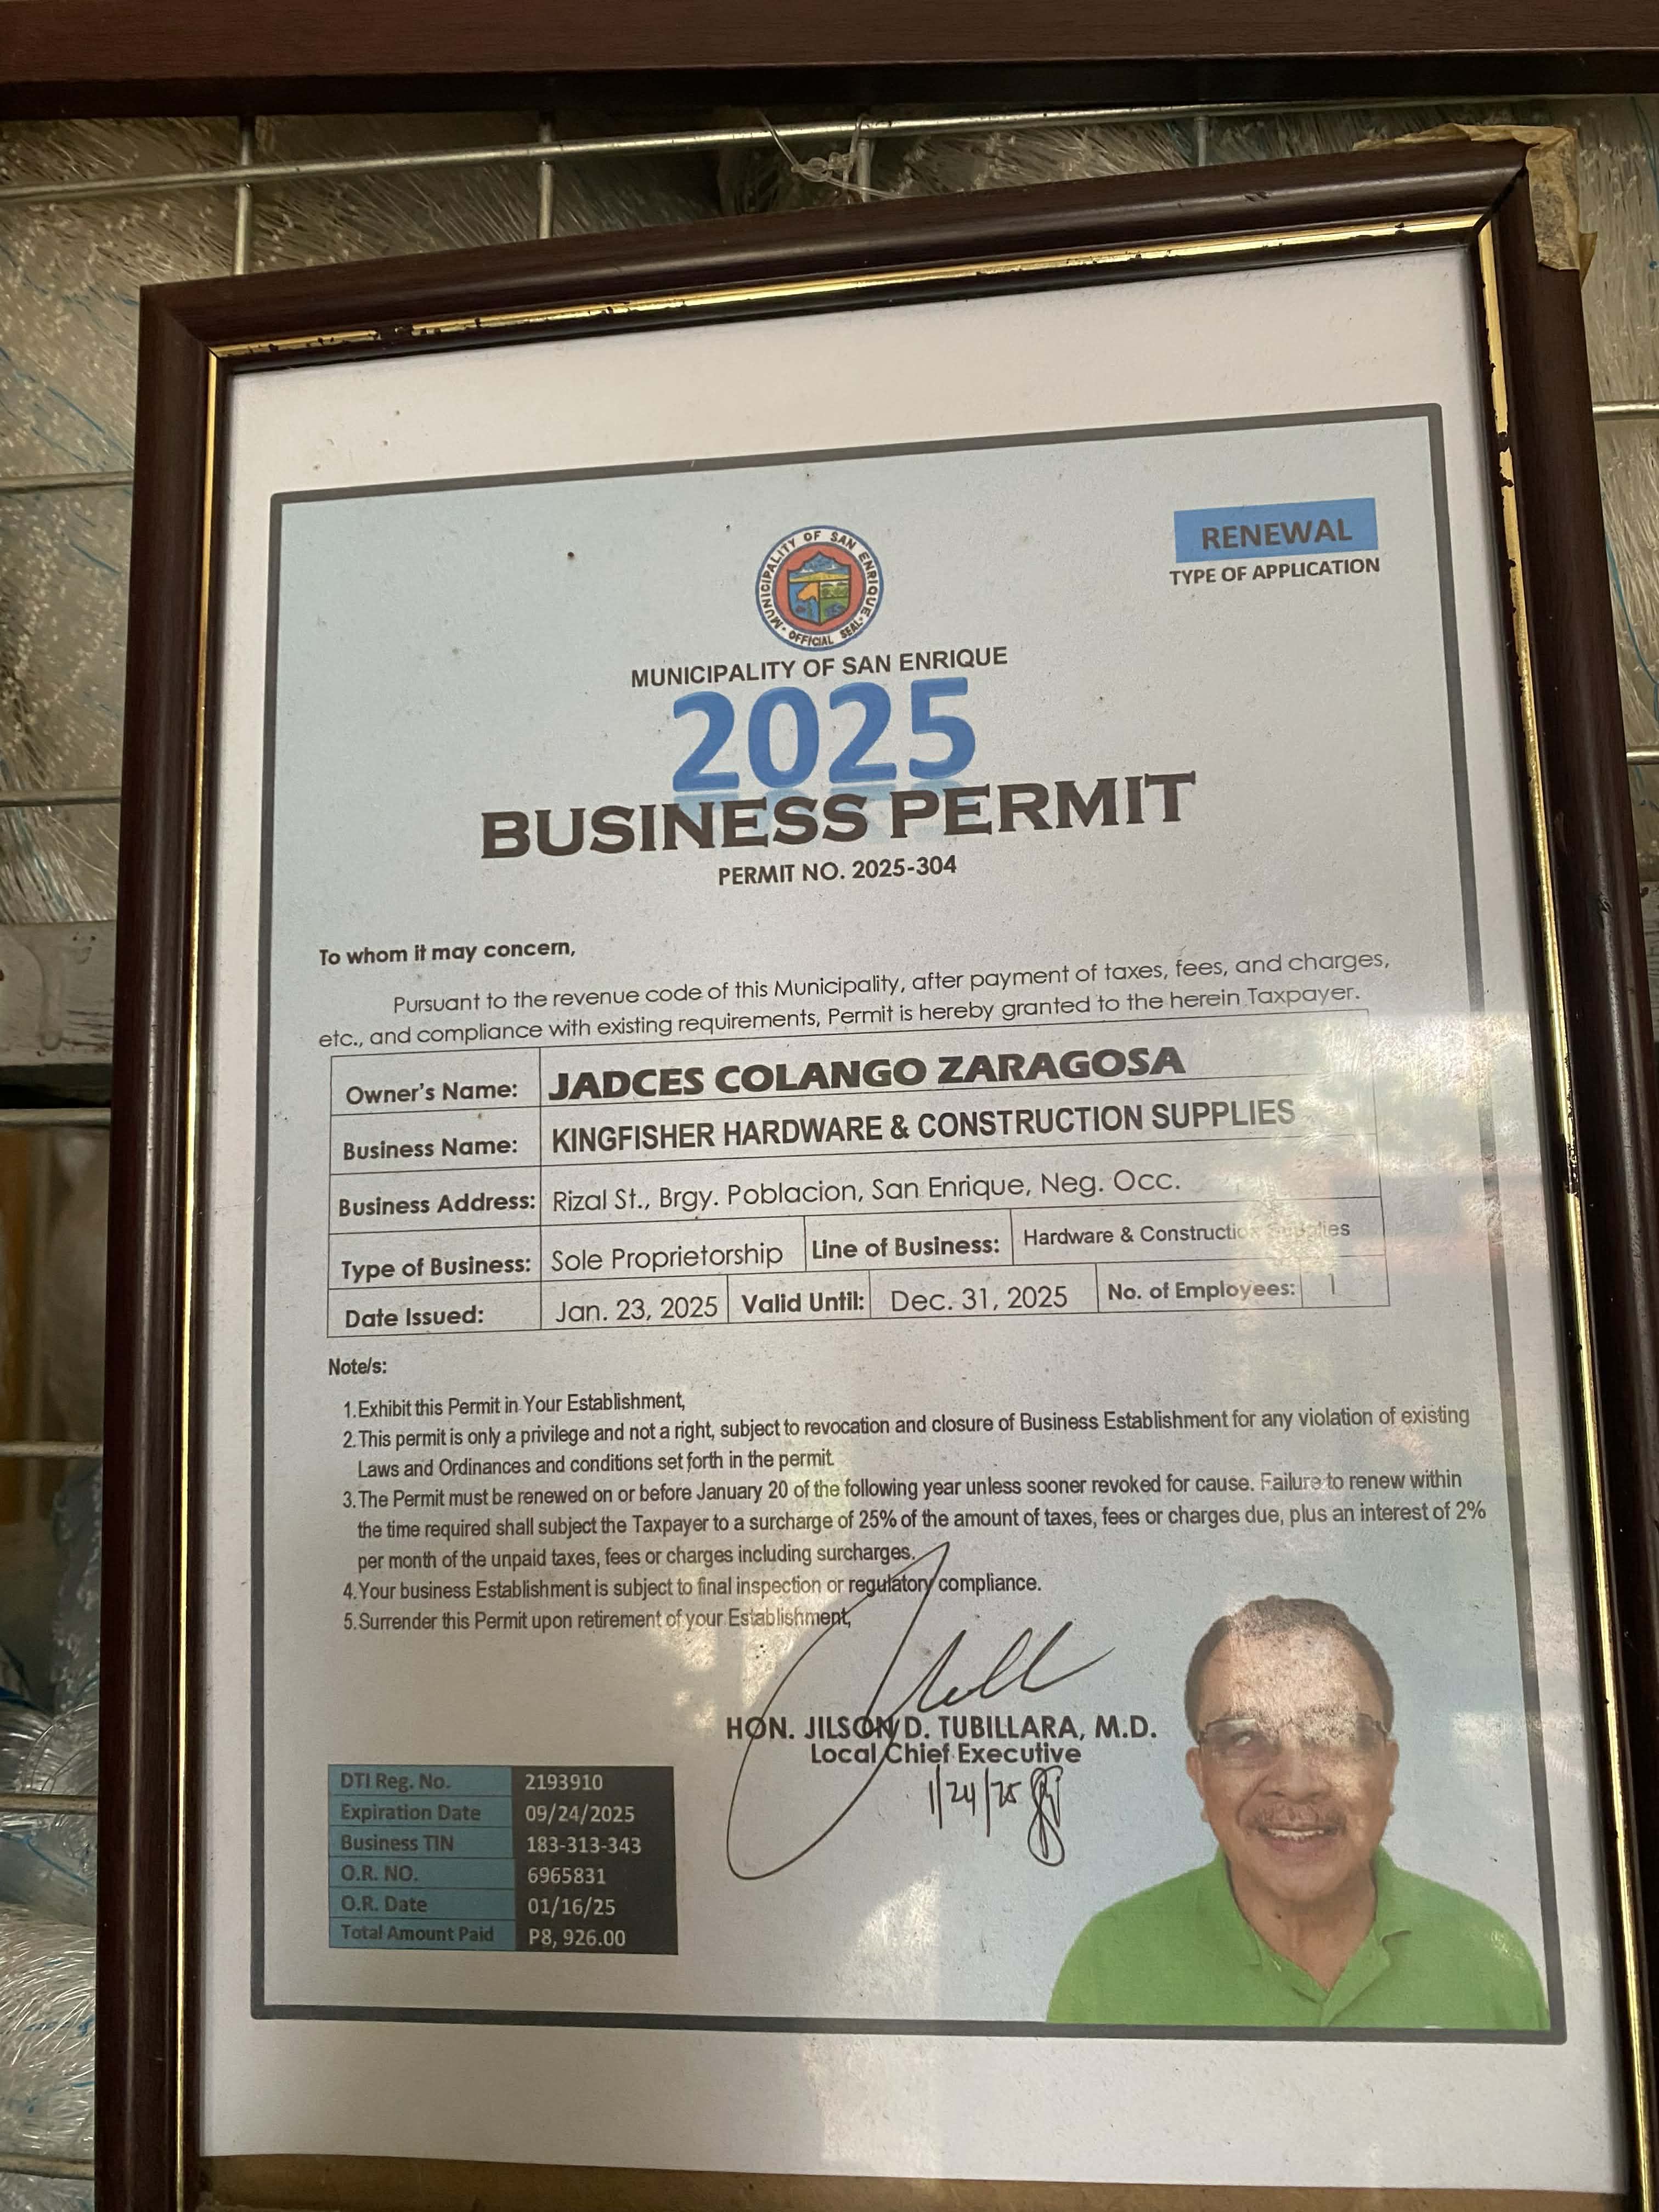 RENEWAL
TYPE OF APPLICATION
MUNICIPALITY OF SAN ENRIQUE
OFFICIAL SEAL
MUNICIPALITY OF SAN ENRIQUE
2025
BUSINESS PERMIT
PERMIT NO. 2025-304
To whom it may concern,
Pursuant to the revenue code of this Municipality, after payment of taxes, fees, and charges,
etc., and compliance with existing requirements, Permit is hereby granted to the herein Taxpayer.
Owner's Name: JADCES COLANGO ZARAGOSA
Business Name: KINGFISHER HARDWARE & CONSTRUCTION SUPPLIES
Business Address: Rizal St., Brgy. Poblacion, San Enrique, Neg. Occ.
Type of Business: Sole Proprietorship Line of Business: Hardware & Construction Supplies
Date Issued: Jan. 23, 2025 Valid Until: Dec. 31, 2025 No. of Employees: 1
Note/s:
1.Exhibit this Permit in Your Establishment,
2.This permit is only a privilege and not a right, subject to revocation and closure of Business Establishment for any violation of existing
Laws and Ordinances and conditions set forth in the permit.
3.The Permit must be renewed on or before January 20 of the following year unless sooner revoked for cause. Failure to renew within
the time required shall subject the Taxpayer to a surcharge of 25% of the amount of taxes, fees or charges due, plus an interest of 2%
per month of the unpaid taxes, fees or charges including surcharges.
4.Your business Establishment is subject to final inspection or regulatory compliance.
5.Surrender this Permit upon retirement of your Establishment,
HON. JILSON D. TUBILLARA, M.D.
Local Chief Executive
1/24/25
DTI Reg. No. 2193910
Expiration Date 09/24/2025
Business TIN 183-313-343
O.R. NO. 6965831
O.R. Date 01/16/25
Total Amount Paid P8, 926.00